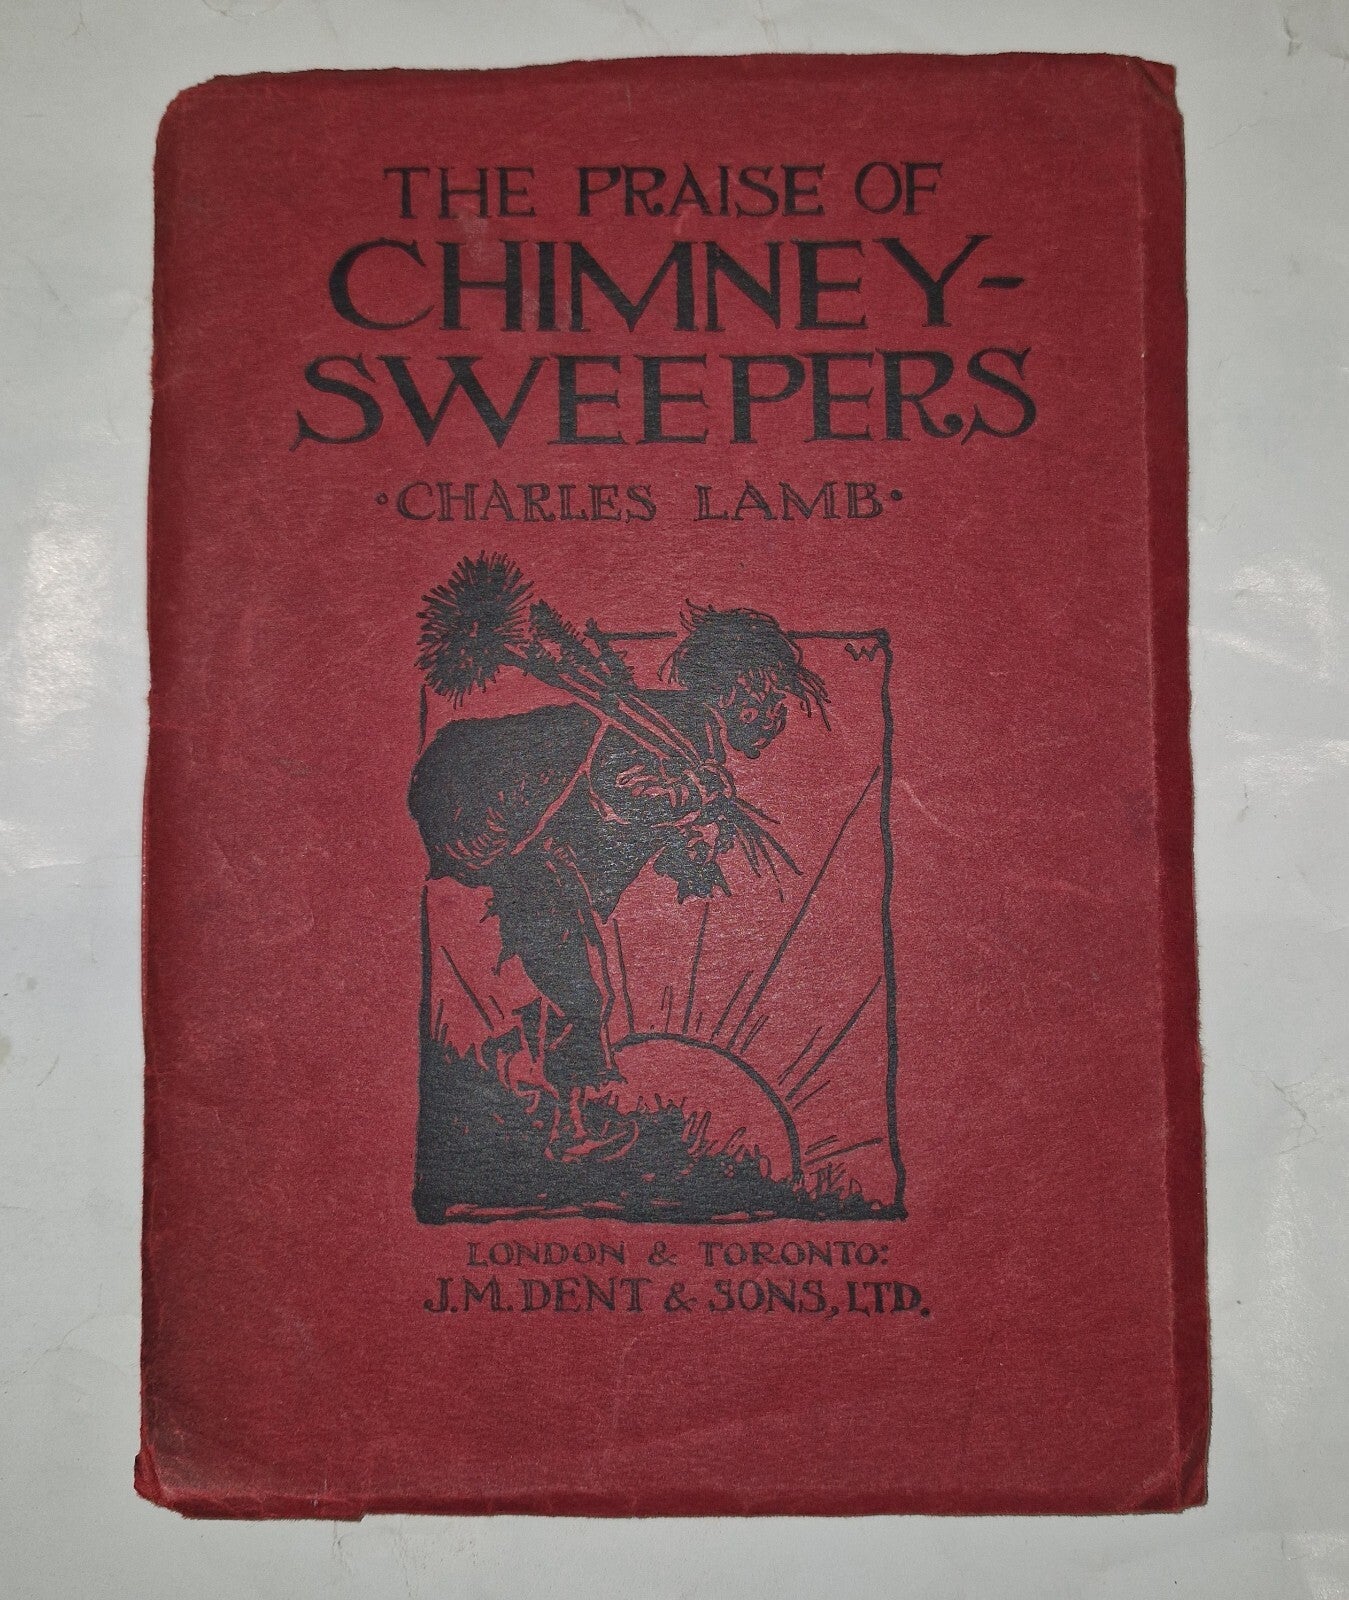 THE PRAISE OF
CHIMNEY-
SWEEPERS
·CHARLES LAMB·
W
LONDON & TORONTO:
J.M. DENT & SONS, LTD.